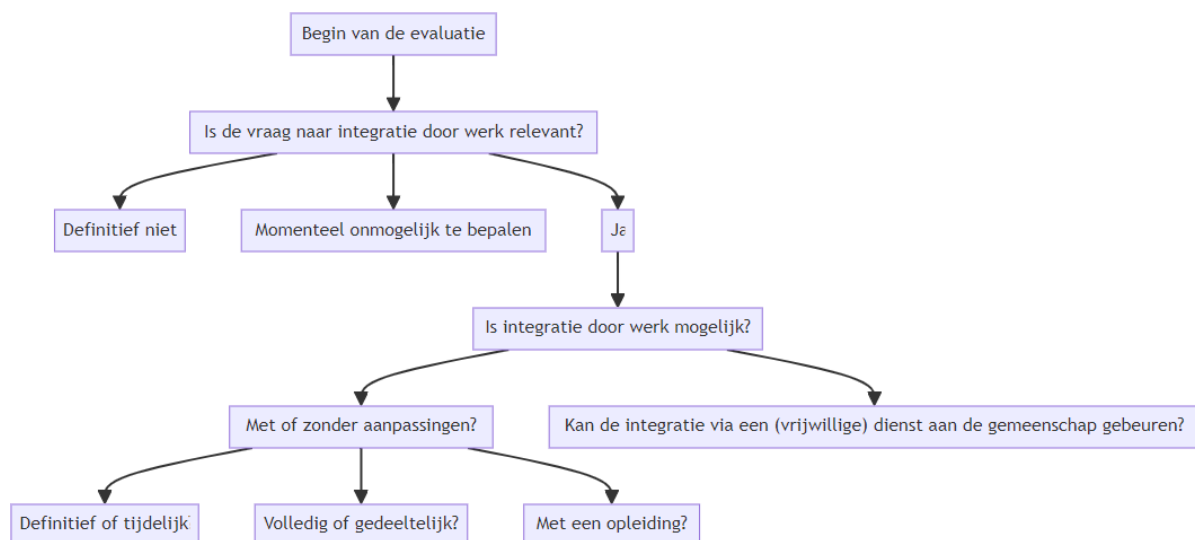 Begin van de evaluatie
Is de vraag naar integratie door werk relevant?
Definitief niet
Momenteel onmogelijk te bepalen
Ja
Is integratie door werk mogelijk?
Met of zonder aanpassingen?
Kan de integratie via een (vrijwillige) dienst aan de gemeenschap gebeuren?
Definitief of tijdelijk
Volledig of gedeeltelijk?
Met een opleiding?